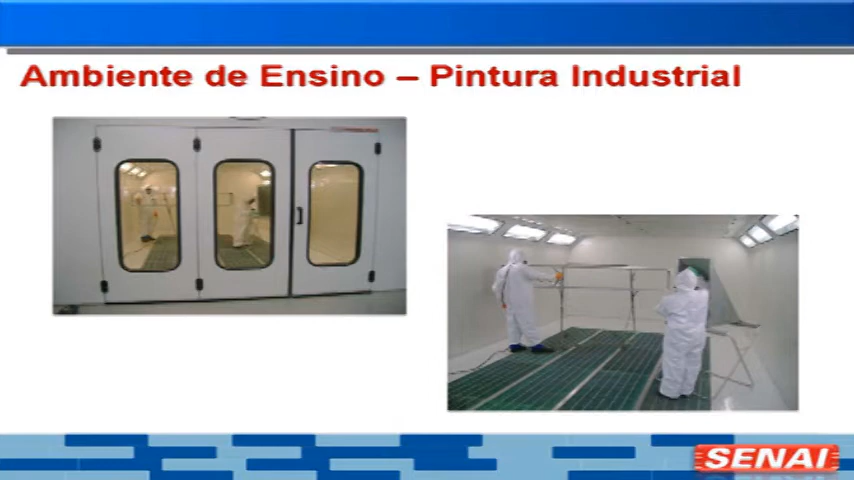 Ambiente de Ensino – Pintura Industrial
SENAI